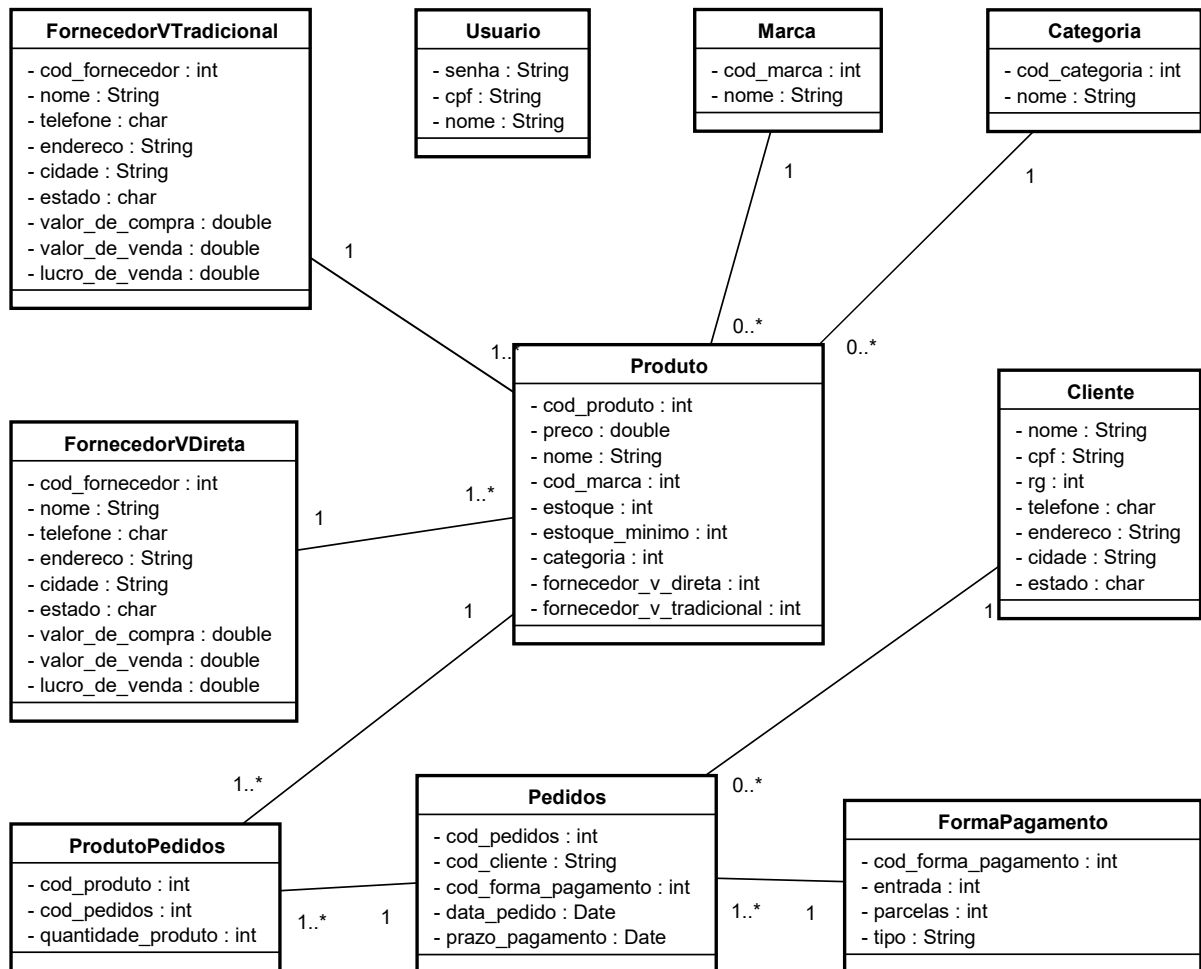 FornecedorVTradicional
- cod_fornecedor : int
- nome : String
- telefone : char
- endereco : String
- cidade : String
- estado : char
- valor_de_compra : double
- valor_de_venda : double
- lucro_de_venda : double
Usuario
- senha : String
- cpf : String
- nome : String
Marca
- cod_marca : int
- nome : String
Categoria
- cod_categoria : int
- nome : String
1
1
1
0..*
0..*
1..*
Produto
- cod_produto : int
- preco : double
- nome : String
- cod_marca : int
- estoque : int
- estoque_minimo : int
- categoria : int
- fornecedor_v_direta : int
- fornecedor_v_tradicional : int
Cliente
- nome : String
- cpf : String
- rg : int
- telefone : char
- endereco : String
- cidade : String
- estado : char
FornecedorVDireta
- cod_fornecedor : int
- nome : String
- telefone : char
- endereco : String
- cidade : String
- estado : char
- valor_de_compra : double
- valor_de_venda : double
- lucro_de_venda : double
1..*
1
1
1
1..*
0..*
ProdutoPedidos
- cod_produto : int
- cod_pedidos : int
- quantidade_produto : int
1..*
1
Pedidos
- cod_pedidos : int
- cod_cliente : String
- cod_forma_pagamento : int
- data_pedido : Date
- prazo_pagamento : Date
1..*
1
FormaPagamento
- cod_forma_pagamento : int
- entrada : int
- parcelas : int
- tipo : String